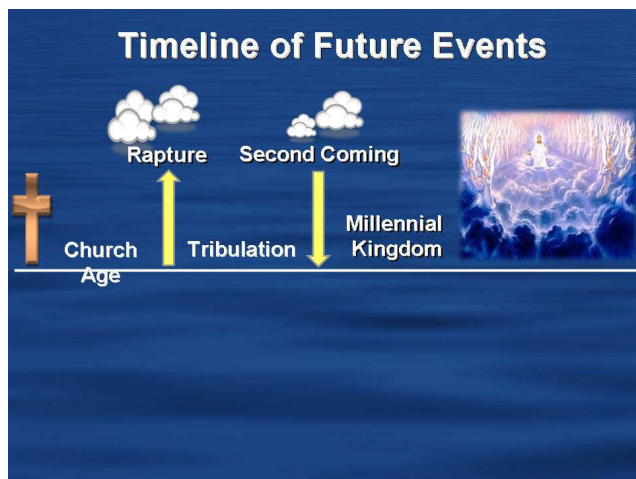 Timeline of Future Events
Rapture
Second Coming
Church
Age
Tribulation
Millennial
Kingdom